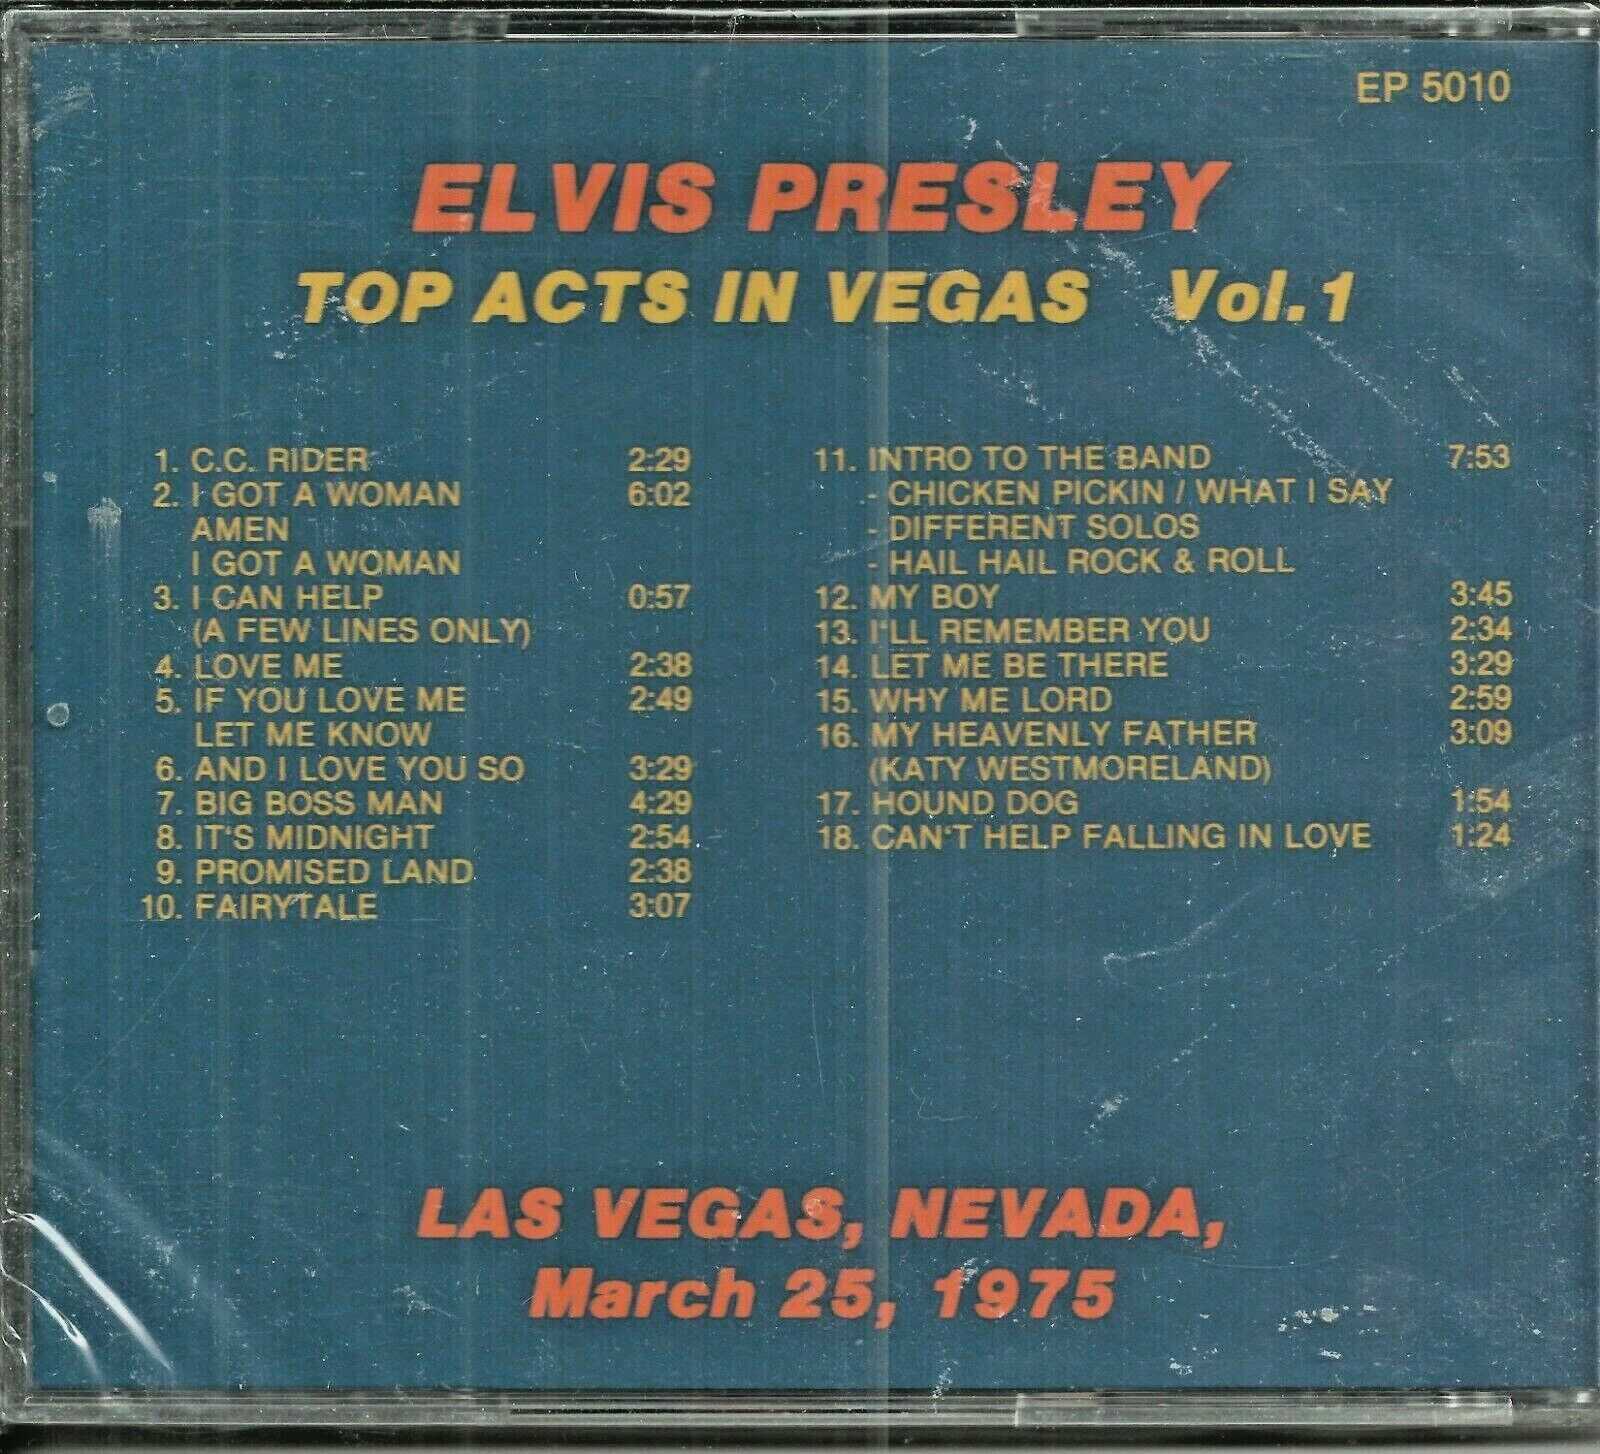 EP 5010
ELVIS PRESLEY
TOP ACTS IN VEGAS Vol.1
1. C.C. RIDER 2:29
2. I GOT A WOMAN 6:02
AMEN
I GOT A WOMAN
3. I CAN HELP 0:57
(A FEW LINES ONLY)
4. LOVE ME 2:38
5. IF YOU LOVE ME 2:49
LET ME KNOW
6. AND I LOVE YOU SO 3:29
7. BIG BOSS MAN 4:29
8. IT'S MIDNIGHT 2:54
9. PROMISED LAND 2:38
10. FAIRYTALE 3:07
11. INTRO TO THE BAND 7:53
- CHICKEN PICKIN / WHAT I SAY
- DIFFERENT SOLOS
- HAIL HAIL ROCK & ROLL
12. MY BOY 3:45
13. I'LL REMEMBER YOU 2:34
14. LET ME BE THERE 3:29
15. WHY ME LORD 2:59
16. MY HEAVENLY FATHER 3:09
(KATY WESTMORELAND)
17. HOUND DOG 1:54
18. CAN'T HELP FALLING IN LOVE 1:24
LAS VEGAS, NEVADA,
March 25, 1975